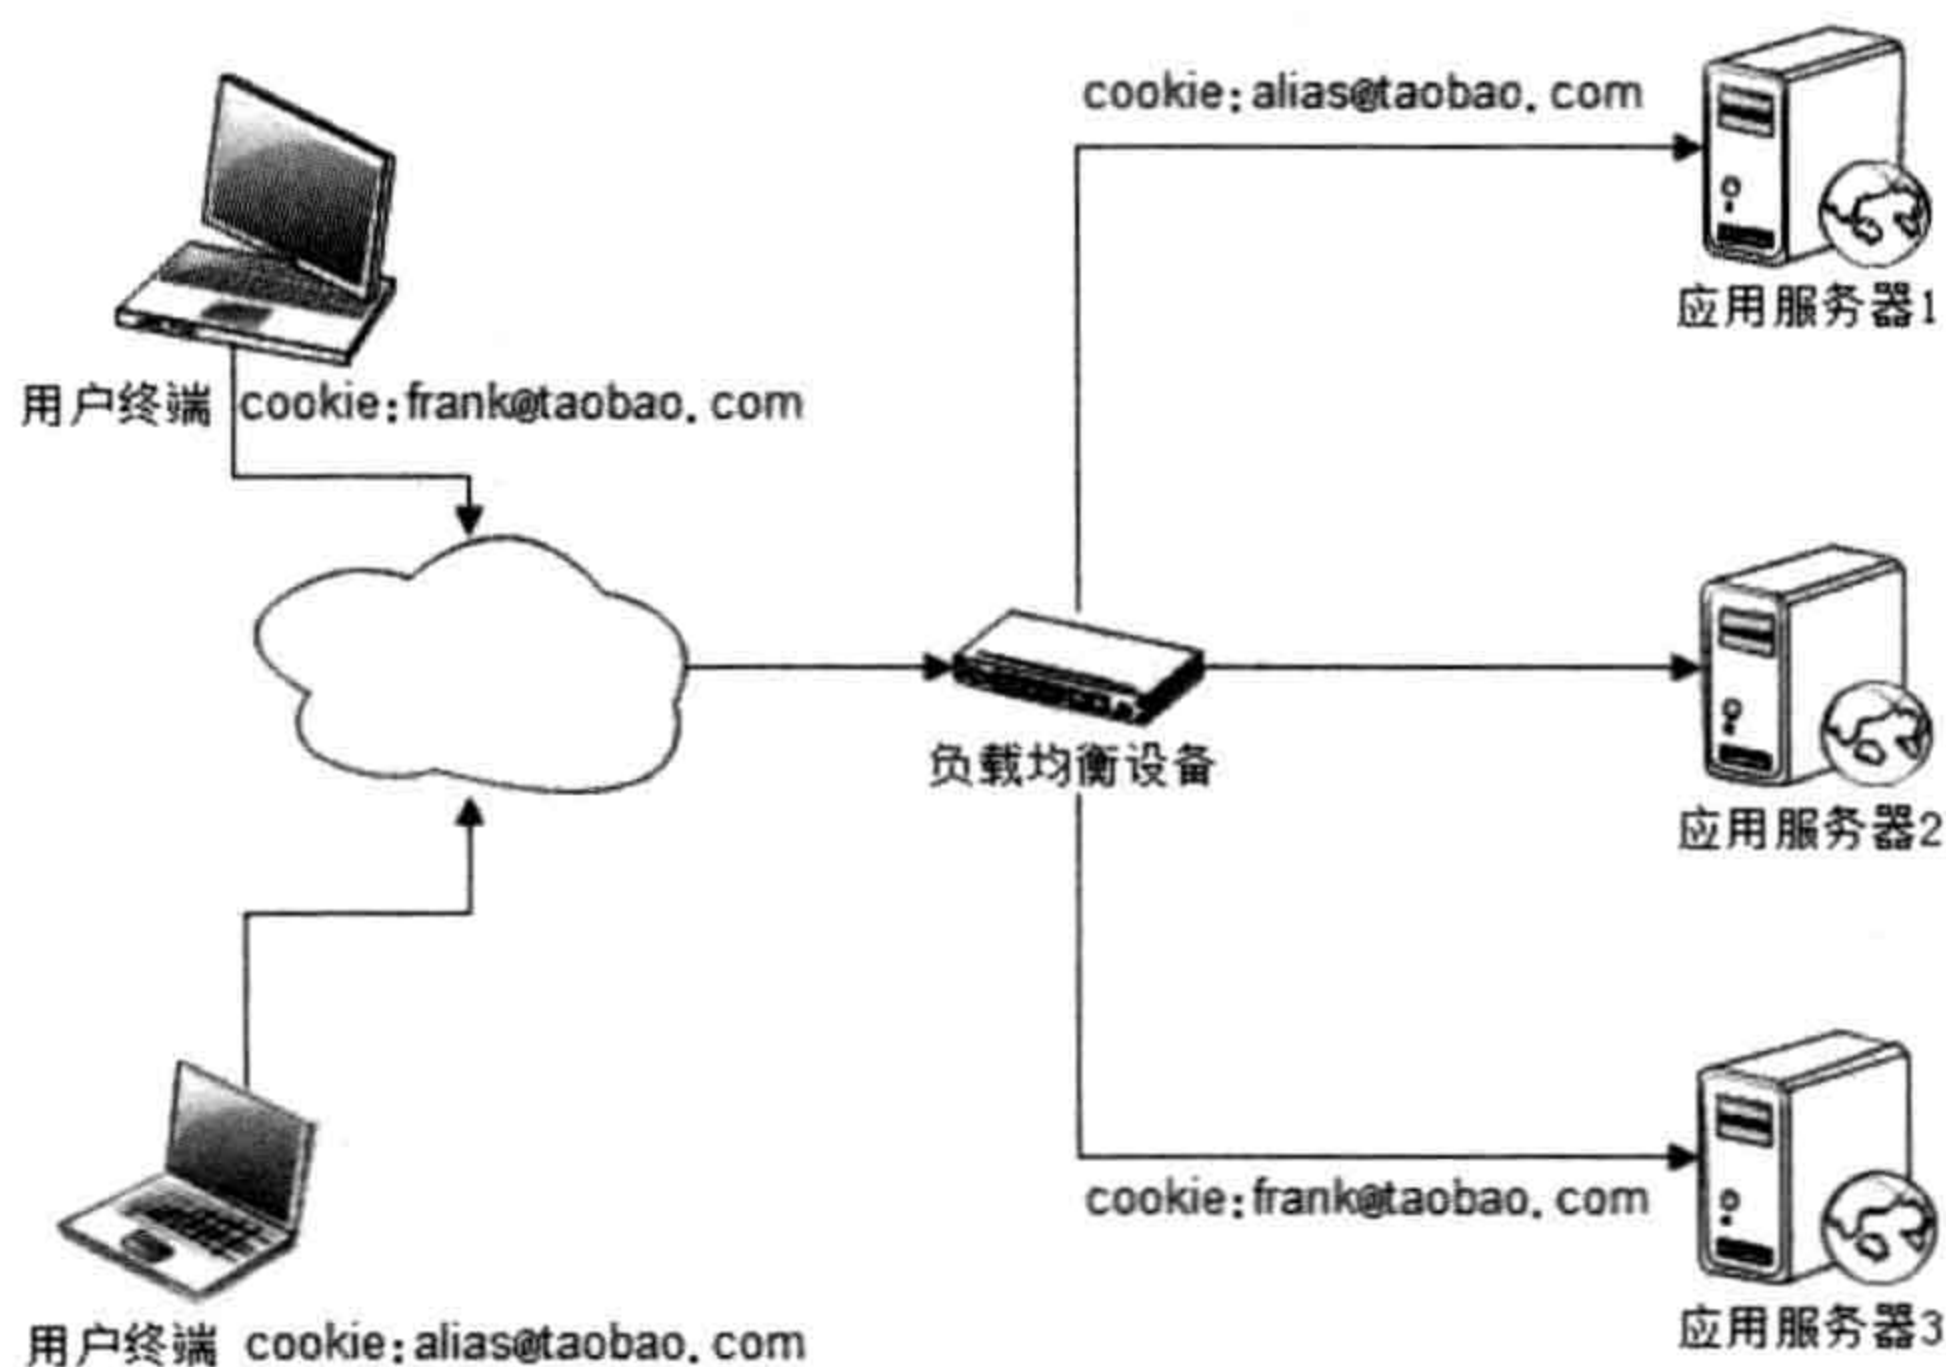 cookie:alias@taobao.com
应用服务器1
用户终端 cookie:frank@taobao.com
负载均衡设备
应用服务器2
cookie:frank@taobao.com
应用服务器3
用户终端 cookie:alias@taobao.com